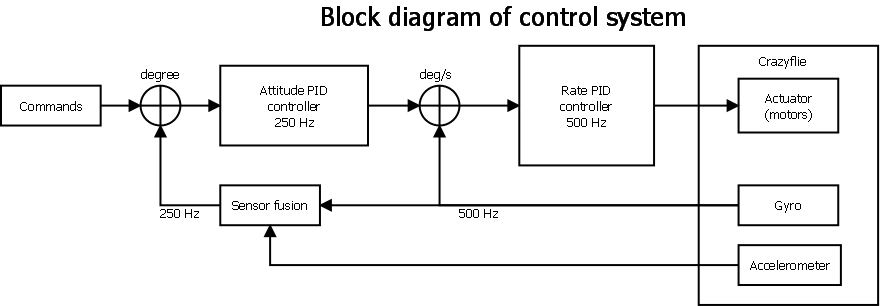 Block diagram of control system
Crazyflie
degree
deg/s
Commands
Attitude PID
controller
250 Hz
Rate PID
controller
500 Hz
Actuator
(motors)
250 Hz
Sensor fusion
500 Hz
Gyro
Accelerometer